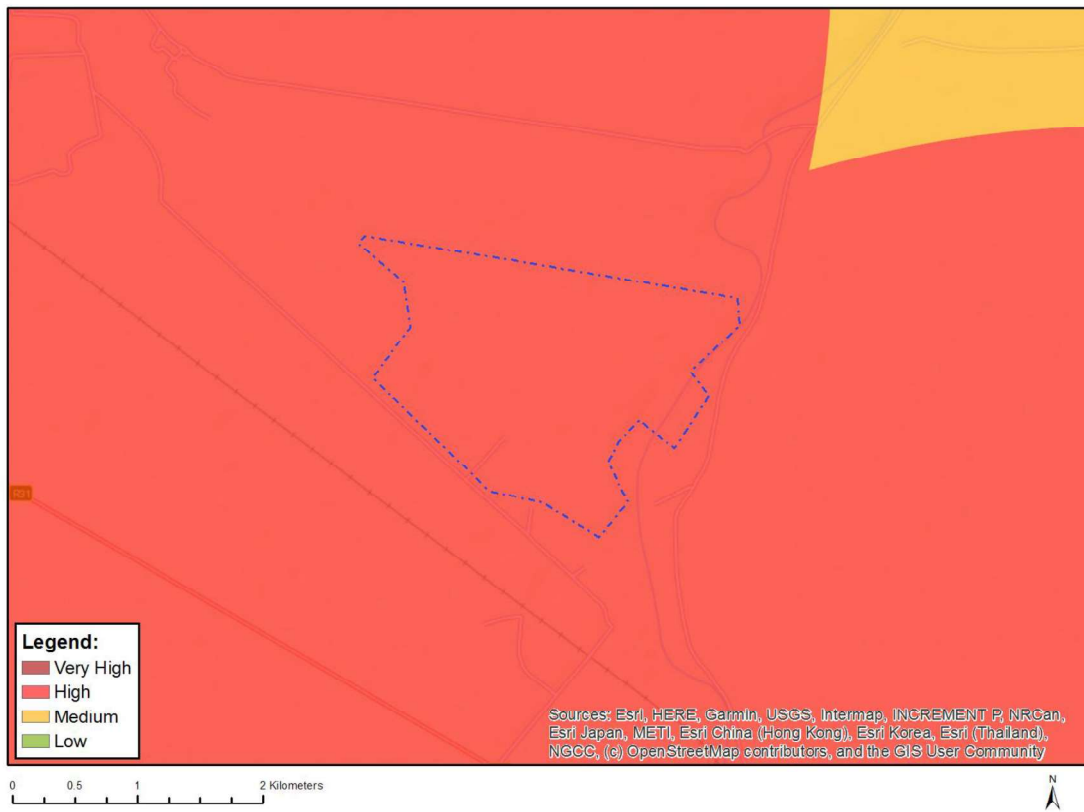 R31
Legend:
Very High
High
Medium
Low
Sources: Esri, HERE, Garmin, USGS, Intermap, INCREMENT P, NRCan,
Esri Japan, METI, Esri China (Hong Kong), Esri Korea, Esri (Thailand),
NGCC, (c) OpenStreetMap contributors, and the GIS User Community
0 0.5 1 2 Kilometers
N